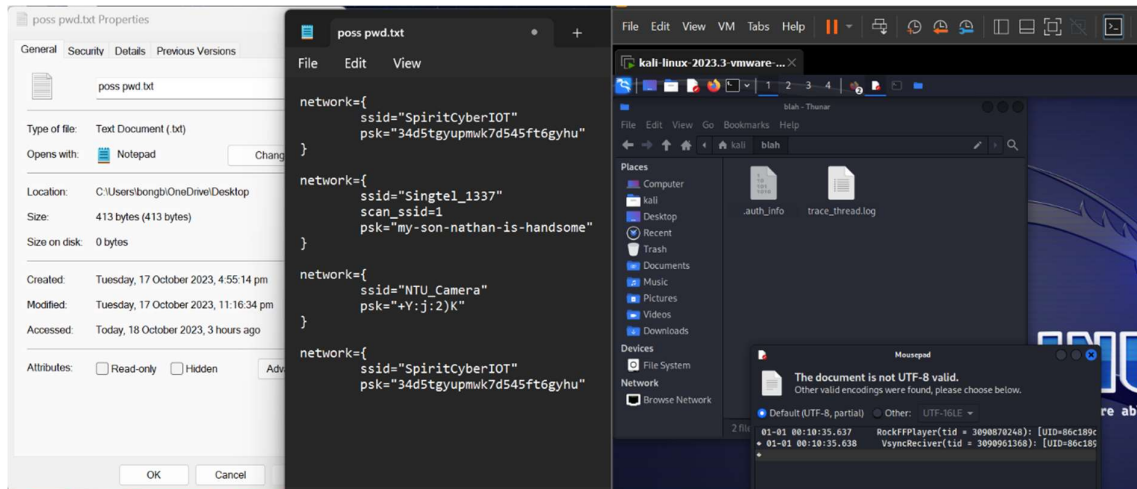 poss pwd.txt Properties
General Security Details Previous Versions
poss pwd.txt
Type of file: Text Document (.txt)
Opens with: Notepad Chang
Location: C:\Users\bongb\OneDrive\Desktop
Size: 413 bytes (413 bytes)
Size on disk: 0 bytes
Created: Tuesday, 17 October 2023, 4:55:14 pm
Modified: Tuesday, 17 October 2023, 11:16:34 pm
Accessed: Today, 18 October 2023, 3 hours ago
Attributes: Read-only Hidden Adv
OK Cancel
poss pwd.txt
File Edit View
network={
ssid="SpiritCyberIOT"
psk="34d5tgyupmwk7d545ft6gyhu"
}
network={
ssid="Singtel_1337"
scan_ssid=1
psk="my-son-nathan-is-handsome"
}
network={
ssid="NTU_Camera"
psk="+Y:j:2)K"
}
network={
ssid="SpiritCyberIOT"
psk="34d5tgyupmwk7d545ft6gyhu"
File Edit View VM Tabs Help
kali-linux-2023.3-vmware-...
1 2 3 4
blah - Thunar
File Edit View Go Bookmarks Help
kali blah
Places
Computer
kali
Desktop
Recent
Trash
Documents
Music
Pictures
Videos
Downloads
Devices
File System
Network
Browse Network
.auth_info trace_thread.log
2 file
Mousepad
The document is not UTF-8 valid.
Other valid encodings were found, please choose below.
Default (UTF-8, partial) Other: UTF-16LE
01-01 00:10:35.637 RockFFPlayer(tid = 3090870248): [UID=86c189c
01-01 00:10:35.638 VsyncReciver(tid = 3090961368): [UID=86c189
re ab